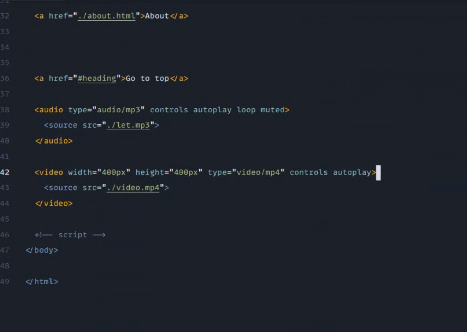 32 <a href="./about.html">About</a>
33
34
35
36 <a href="#heading">Go to top</a>
37
38 <audio type="audio/mp3" controls autoplay loop muted>
39 <source src="./let.mp3">
40 </audio>
41
42 <video width="400px" height="400px" type="video/mp4" controls autoplay>
43 <source src="./video.mp4">
44 </video>
45
46 <!-- script -->
47 </body>
48
49 </html>